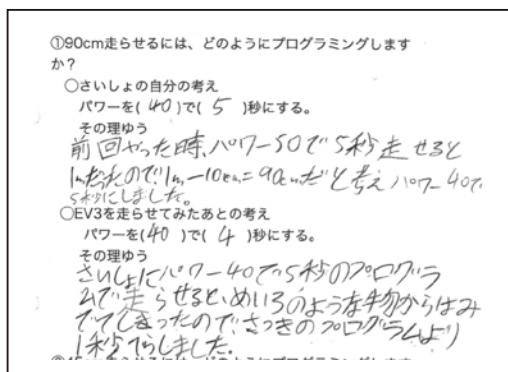 ①90cm走らせるには、どのようにプログラミングします
か?
○さいしょの自分の考え
パワーを( 40 )で( 5 )秒にする。
その理ゆう
前回やった時、パワー50で5秒走せると
1mだったので1m-10cm=90cmだと考えパワー40で
5秒にしました。
○EV3を走らせてみたあとの考え
パワーを( 40 )で( 4 )秒にする。
その理ゆう
さいしょにパワー40で5秒のプログラ
ムで走らせると、めいろのような物からはみ
でてしまったのでさっきのプログラムより
1秒へらしました。